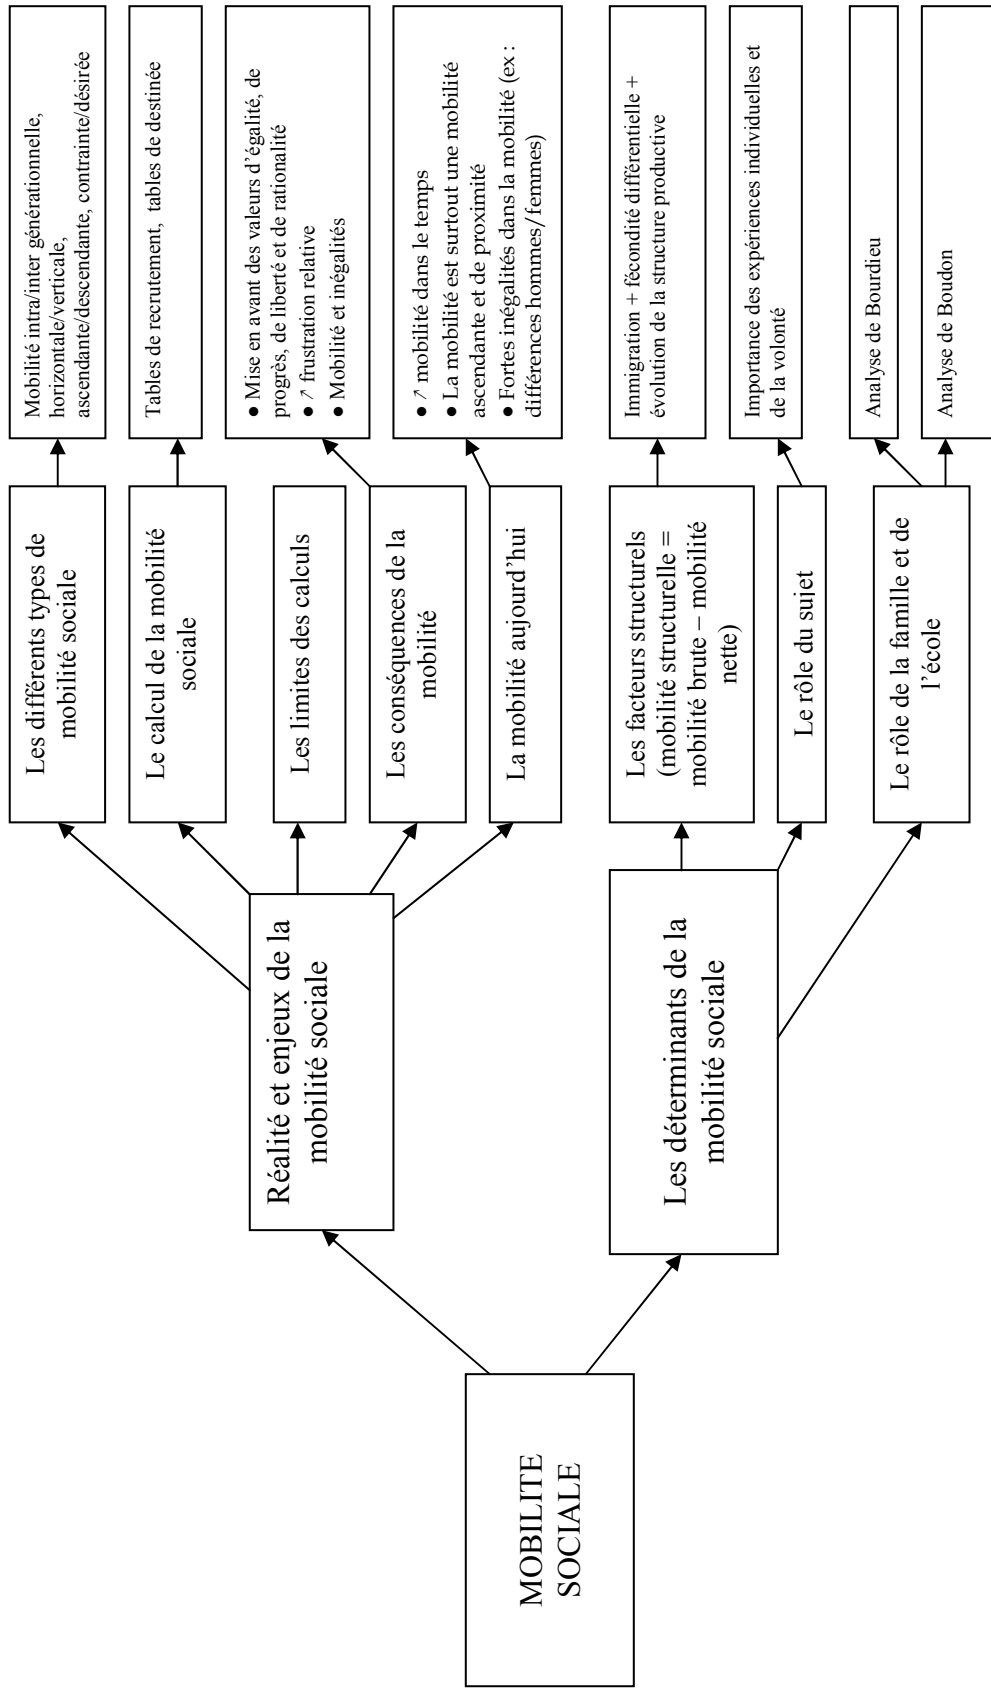 MOBILITE
SOCIALE
Réalité et enjeux de la
mobilité sociale
Les déterminants de la
mobilité sociale
Les différents types de
mobilité sociale
Le calcul de la mobilité
sociale
Les limites des calculs
Les conséquences de la
mobilité
La mobilité aujourd'hui
Les facteurs structurels
(mobilité structurelle =
mobilité brute – mobilité
nette)
Le rôle du sujet
Le rôle de la famille et de
l'école
Mobilité intra/inter générationnelle,
horizontale/verticale,
ascendante/descendante, contrainte/désirée
Tables de recrutement, tables de destinée
● Mise en avant des valeurs d'égalité, de
progrès, de liberté et de rationalité
● ↗ frustration relative
● Mobilité et inégalités
● ↗ mobilité dans le temps
● La mobilité est surtout une mobilité
ascendante et de proximité
● Fortes inégalités dans la mobilité (ex :
différences hommes/femmes)
Immigration + fécondité différentielle +
évolution de la structure productive
Importance des expériences individuelles et
de la volonté
Analyse de Bourdieu
Analyse de Boudon